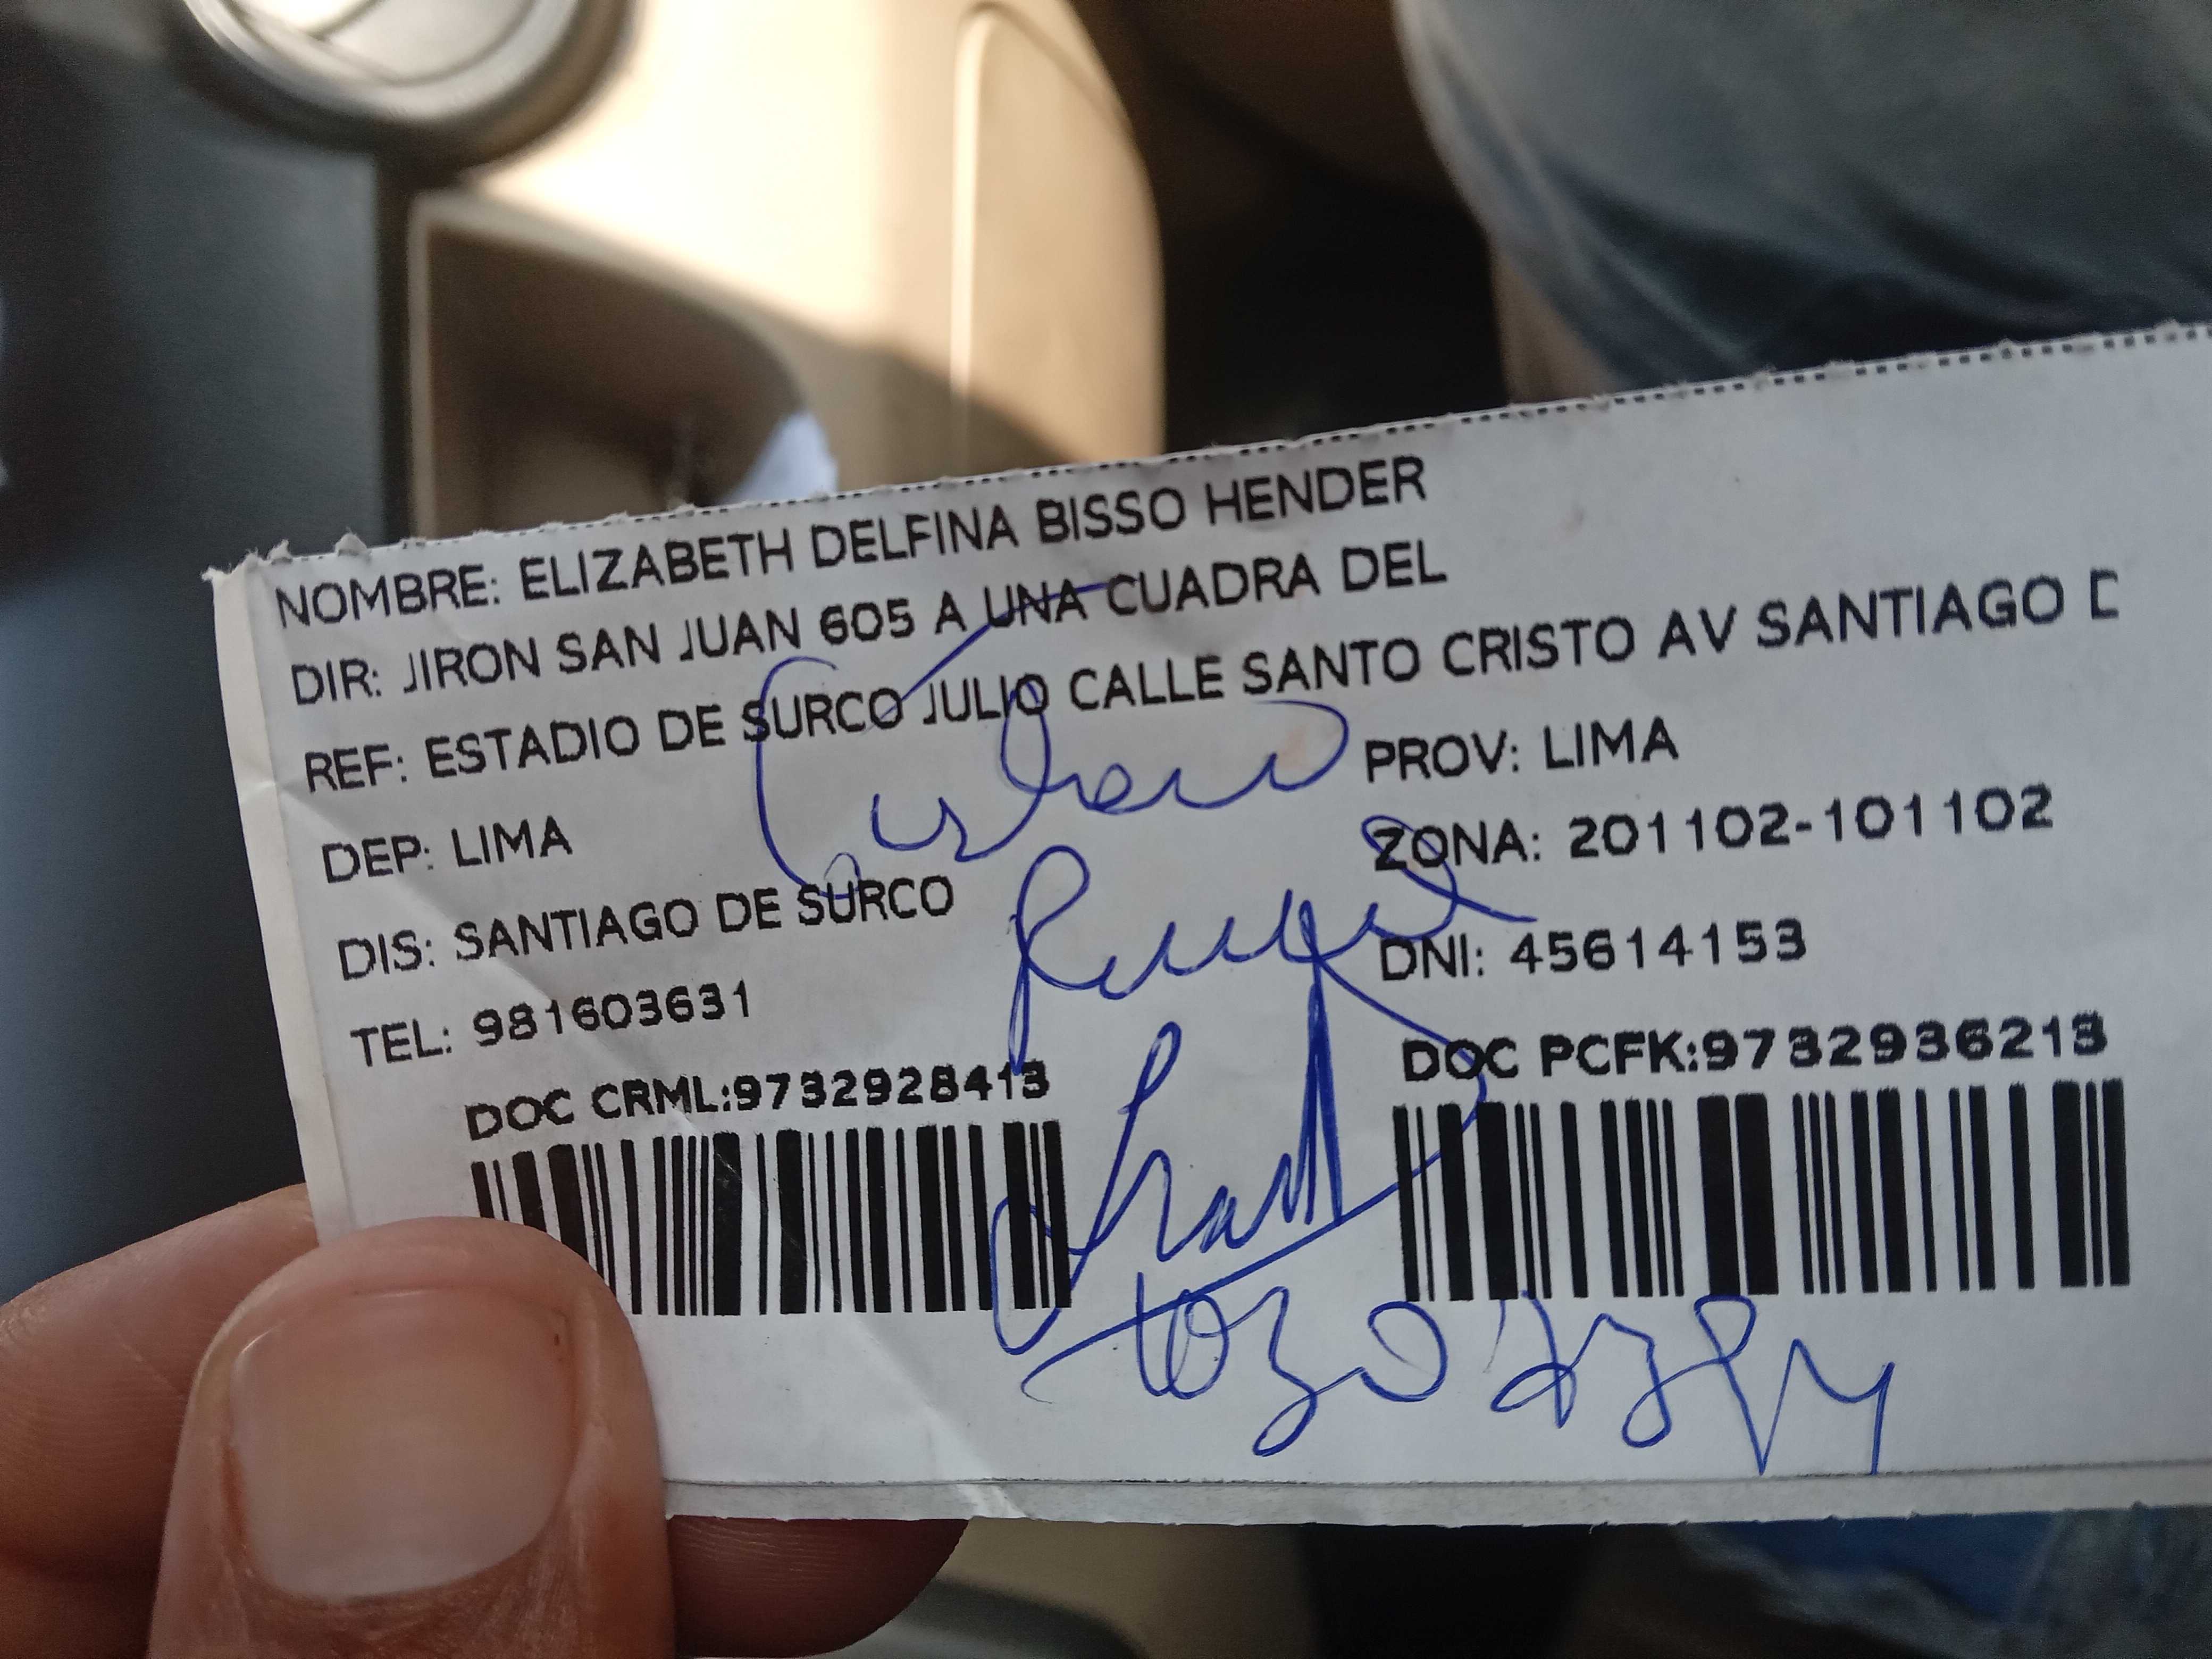 NOMBRE: ELIZABETH DELFINA BISSO HENDER
DIR: JIRON SAN JUAN 605 A UNA CUADRA DEL
REF: ESTADIO DE SURCO JULIO CALLE SANTO CRISTO AV SANTIAGO D
DEP: LIMA PROV: LIMA
ZONA: 201102-101102
DIS: SANTIAGO DE SURCO
DNI: 45614153
TEL: 981603631
DOC CRML:9732928413 DOC PCFK:9732936213